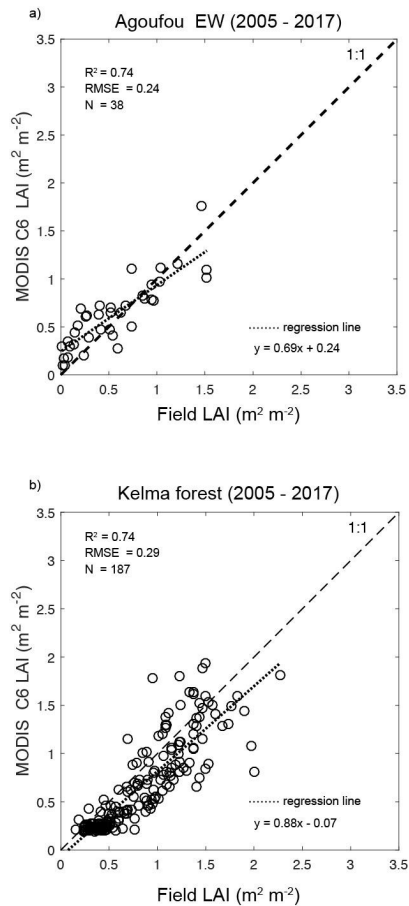 a)
Agoufou EW (2005 - 2017)
3.5
1:1
R² = 0.74
RMSE = 0.24
N = 38
3
2.5
2
1.5
1
0.5
0
MODIS C6 LAI (m² m⁻²)
regression line
y = 0.69x + 0.24
0 0.5 1 1.5 2 2.5 3 3.5
Field LAI (m² m⁻²)
b)
Kelma forest (2005 - 2017)
3.5
1:1
R² = 0.74
RMSE = 0.29
N = 187
3
2.5
2
1.5
1
0.5
0
MODIS C6 LAI (m² m⁻²)
regression line
y = 0.88x - 0.07
0 0.5 1 1.5 2 2.5 3 3.5
Field LAI (m² m⁻²)